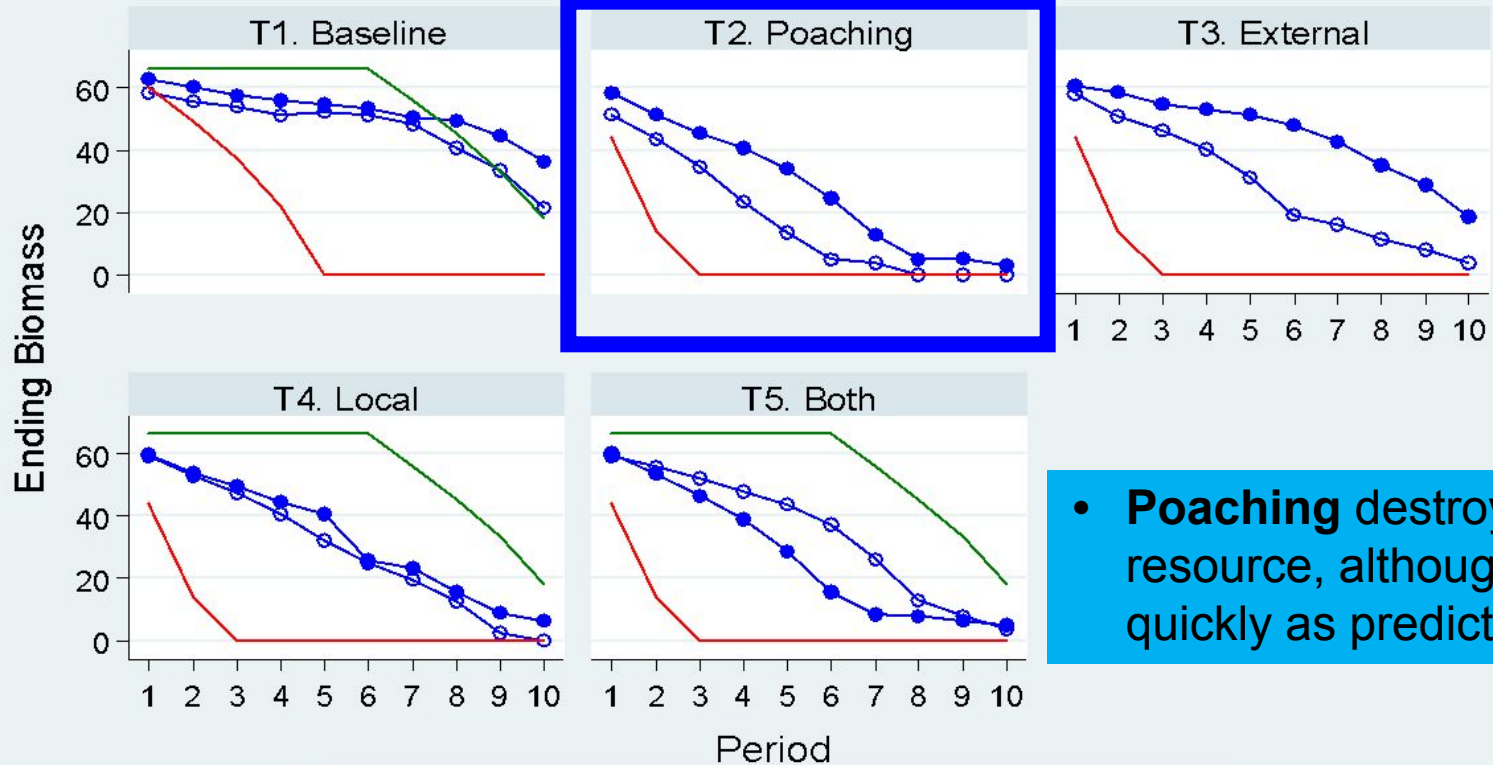 T1. Baseline
T2. Poaching
T3. External
Ending Biomass
60
40
20
0
1 2 3 4 5 6 7 8 9 10
T4. Local
T5. Both
60
40
20
0
1 2 3 4 5 6 7 8 9 10
1 2 3 4 5 6 7 8 9 10
Period
• Poaching destroy
resource, althoug
quickly as predict